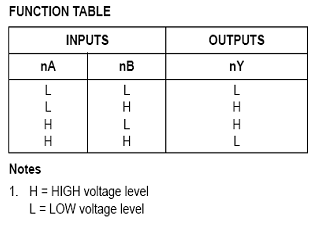 FUNCTION TABLE
INPUTS OUTPUTS
nA nB nY
L L L
L H H
H L H
H H L
Notes
1. H = HIGH voltage level
L = LOW voltage level